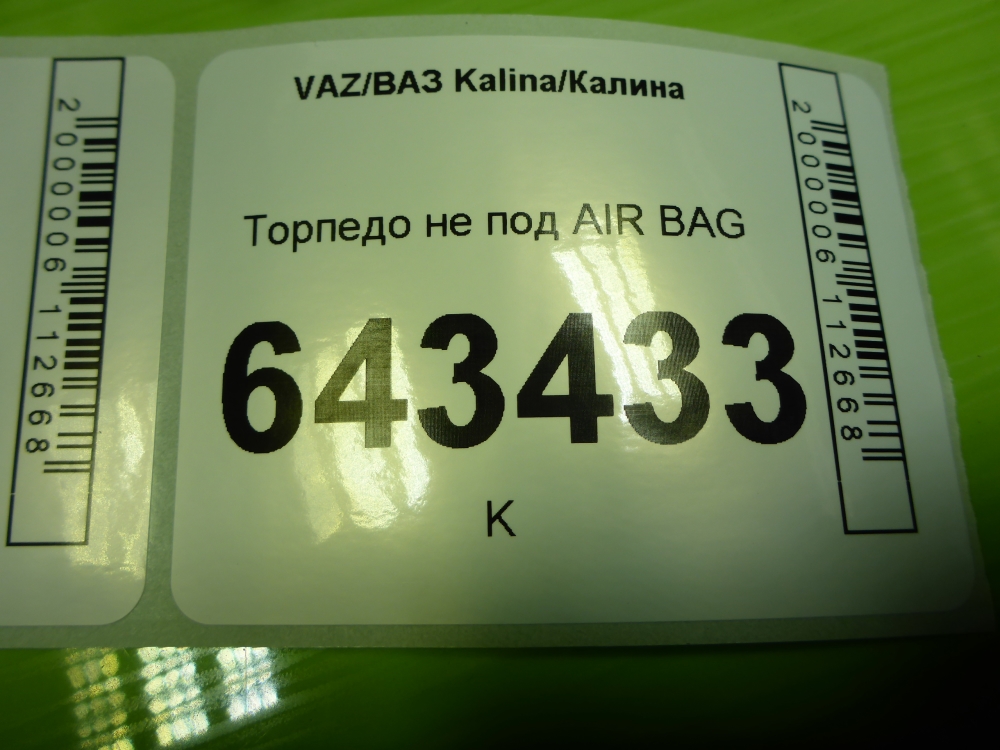 2000006112668
VAZ/ВАЗ Kalina/Калина
Торпедо не под AIR BAG
643433
К
2000006112668